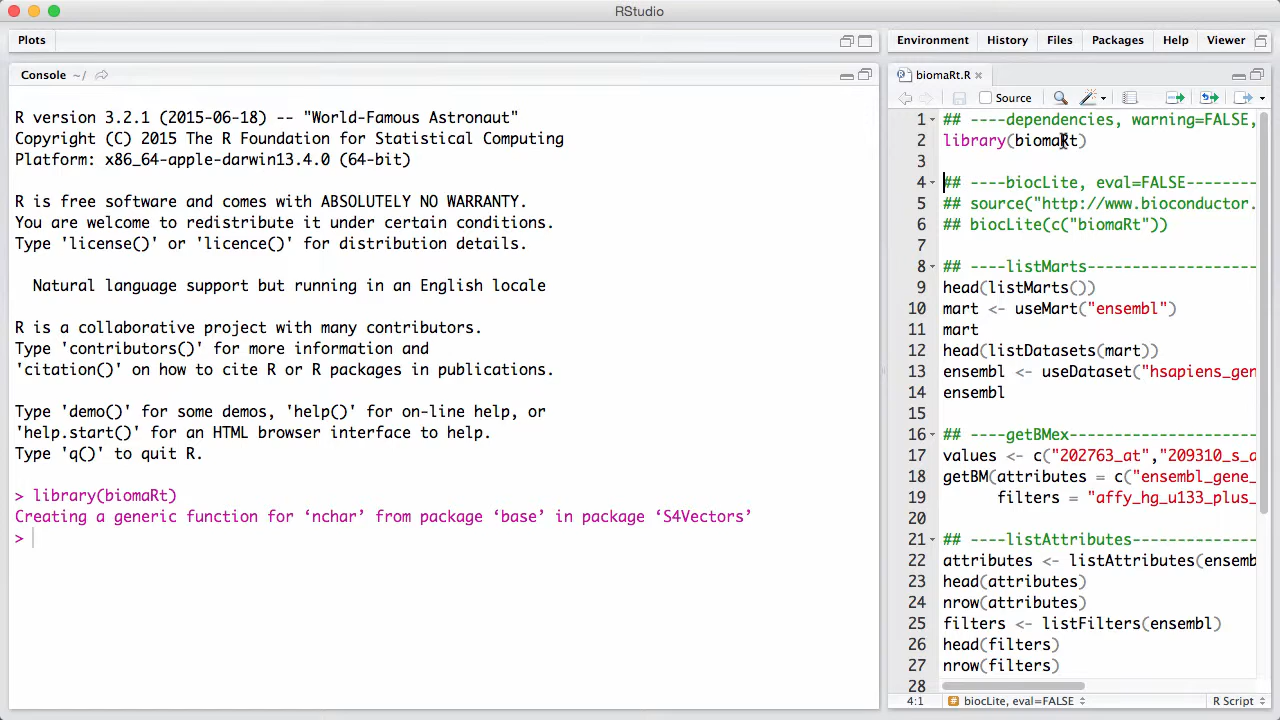 RStudio
Plots
Console ~/
R version 3.2.1 (2015-06-18) -- "World-Famous Astronaut"
Copyright (C) 2015 The R Foundation for Statistical Computing
Platform: x86_64-apple-darwin13.4.0 (64-bit)
R is free software and comes with ABSOLUTELY NO WARRANTY.
You are welcome to redistribute it under certain conditions.
Type 'license()' or 'licence()' for distribution details.
Natural language support but running in an English locale
R is a collaborative project with many contributors.
Type 'contributors()' for more information and
'citation()' on how to cite R or R packages in publications.
Type 'demo()' for some demos, 'help()' for on-line help, or
'help.start()' for an HTML browser interface to help.
Type 'q()' to quit R.
> library(biomaRt)
Creating a generic function for ‘nchar’ from package ‘base’ in package ‘S4Vectors’
>
Environment History Files Packages Help Viewer
biomaRt.R
Source
1 ## ----dependencies, warning=FALSE,
2 library(biomaRt)
3
4 ## ----biocLite, eval=FALSE--------
5 ## source("http://www.bioconductor.
6 ## biocLite(c("biomaRt"))
7
8 ## ----listMarts-------------------
9 head(listMarts())
10 mart <- useMart("ensembl")
11 mart
12 head(listDatasets(mart))
13 ensembl <- useDataset("hsapiens_gen
14 ensembl
15
16 ## ----getBMex---------------------
17 values <- c("202763_at","209310_s_a
18 getBM(attributes = c("ensembl_gene_
19 filters = "affy_hg_u133_plus_
20
21 ## ----listAttributes--------------
22 attributes <- listAttributes(ensemb
23 head(attributes)
24 nrow(attributes)
25 filters <- listFilters(ensembl)
26 head(filters)
27 nrow(filters)
28
4:1 # biocLite, eval=FALSE R Script